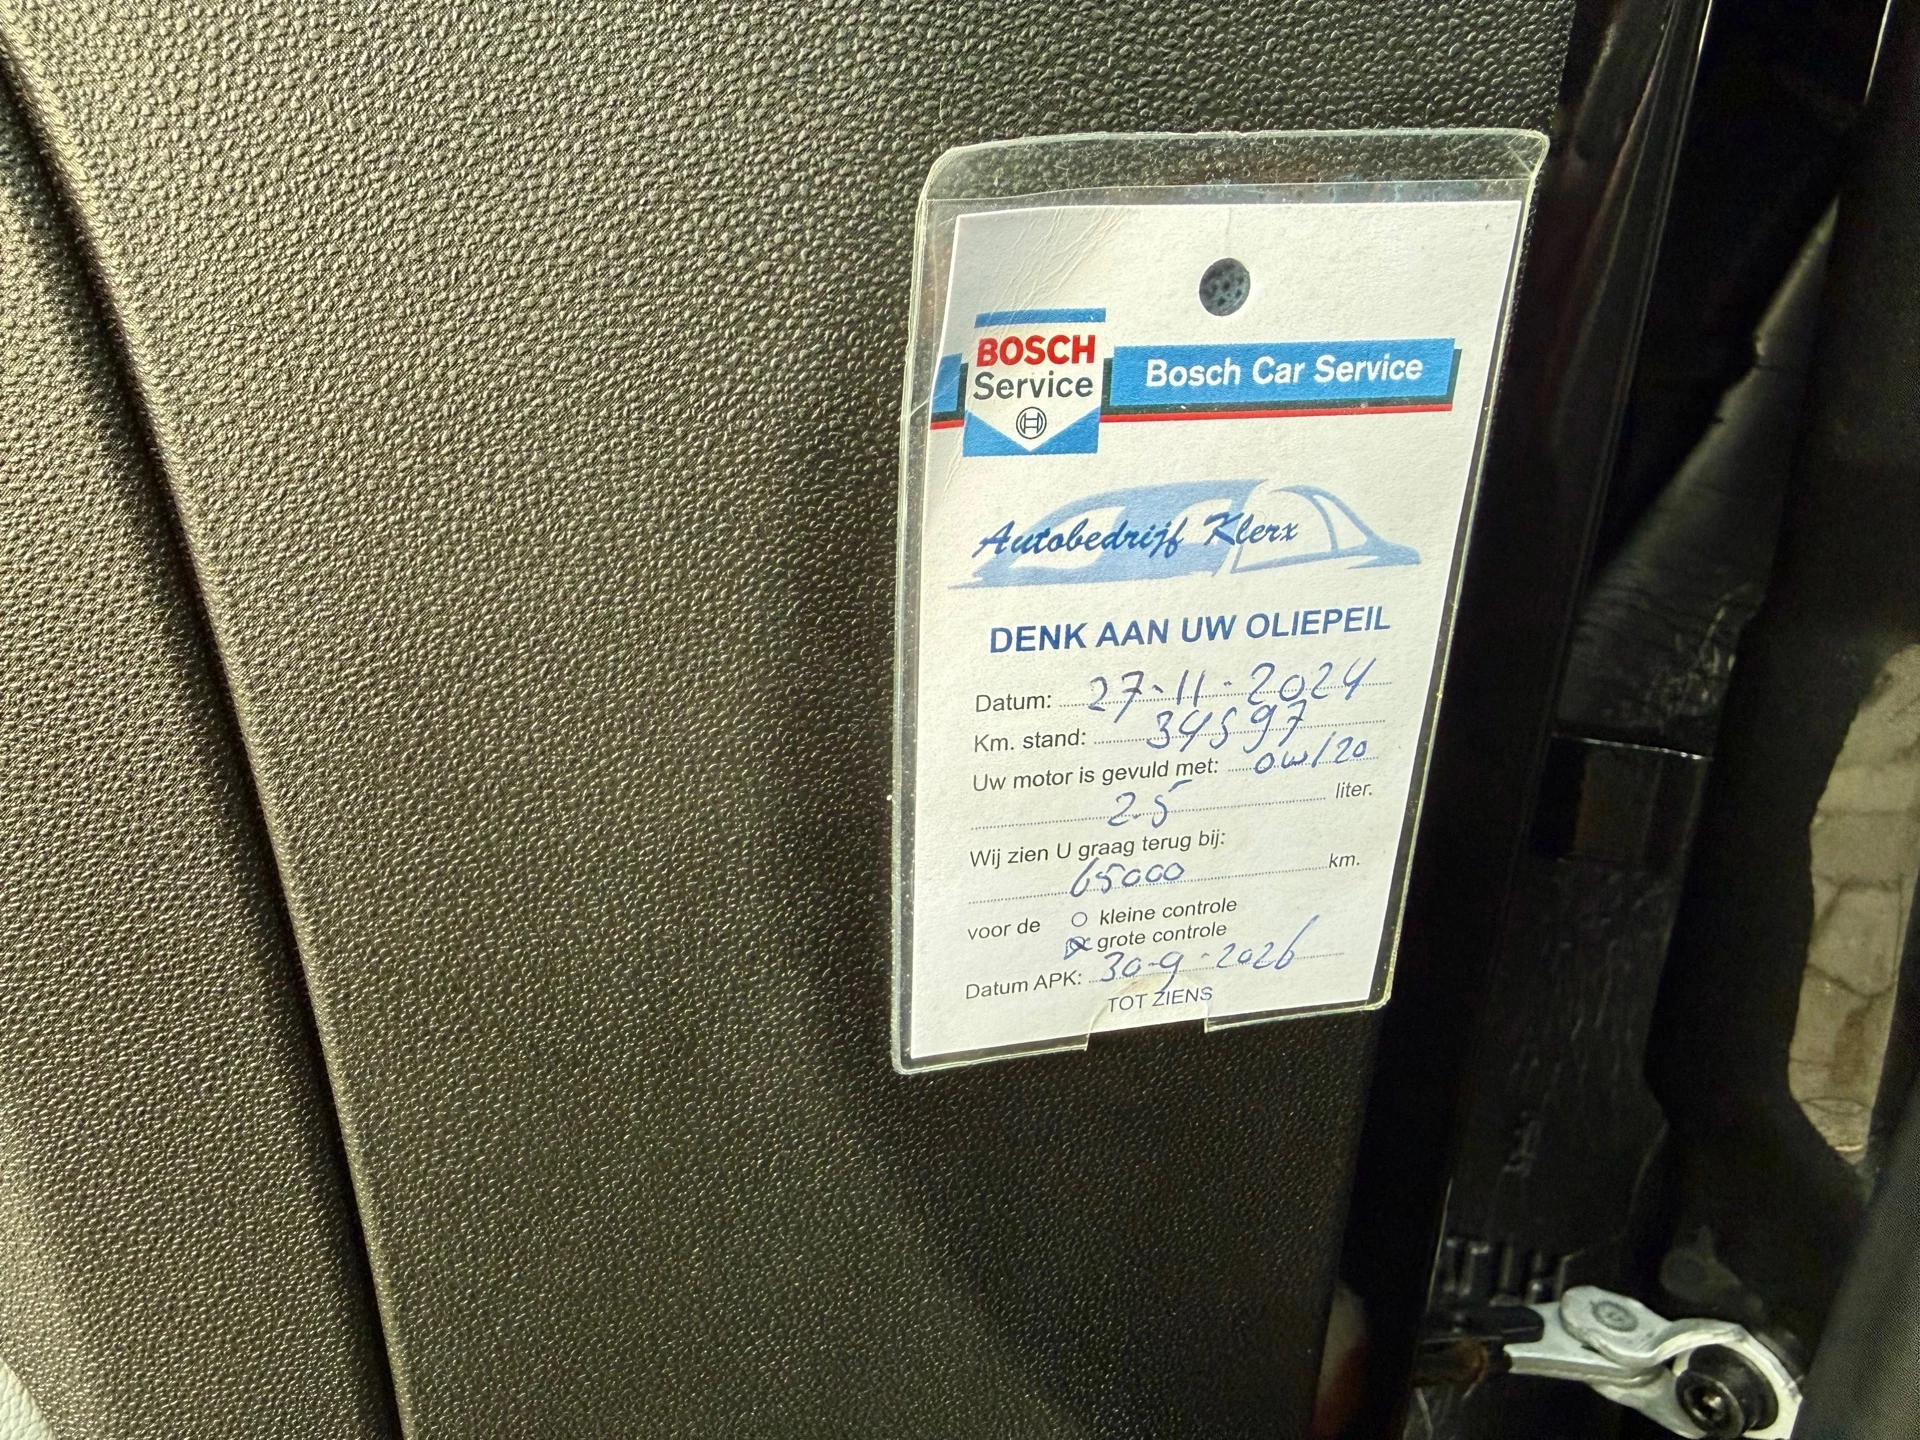 BOSCH
Service
Bosch Car Service
Autobedrijf Klerx
DENK AAN UW OLIEPEIL
Datum: 27-11-2024
Km. stand: 34597
Uw motor is gevuld met: 0W/20
2.5 liter.
Wij zien U graag terug bij:
65000 km.
voor de kleine controle
grote controle
Datum APK: 30-9-2026
TOT ZIENS